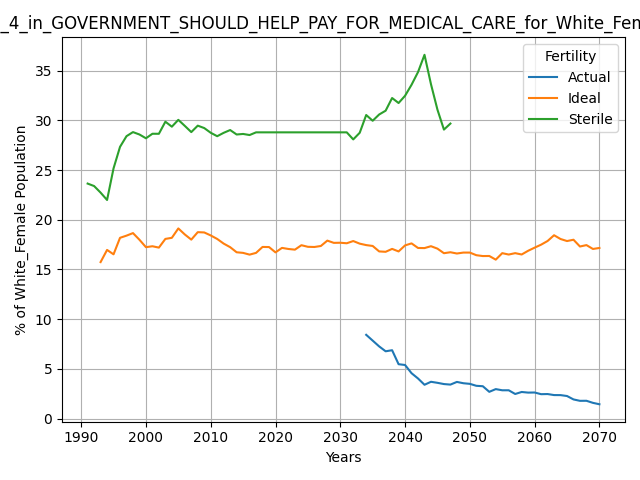 _4_in_GOVERNMENT_SHOULD_HELP_PAY_FOR_MEDICAL_CARE_for_White_Fem
Fertility
Actual
Ideal
Sterile
% of White_Female Population
35
30
25
20
15
10
5
0
1990 2000 2010 2020 2030 2040 2050 2060 2070
Years